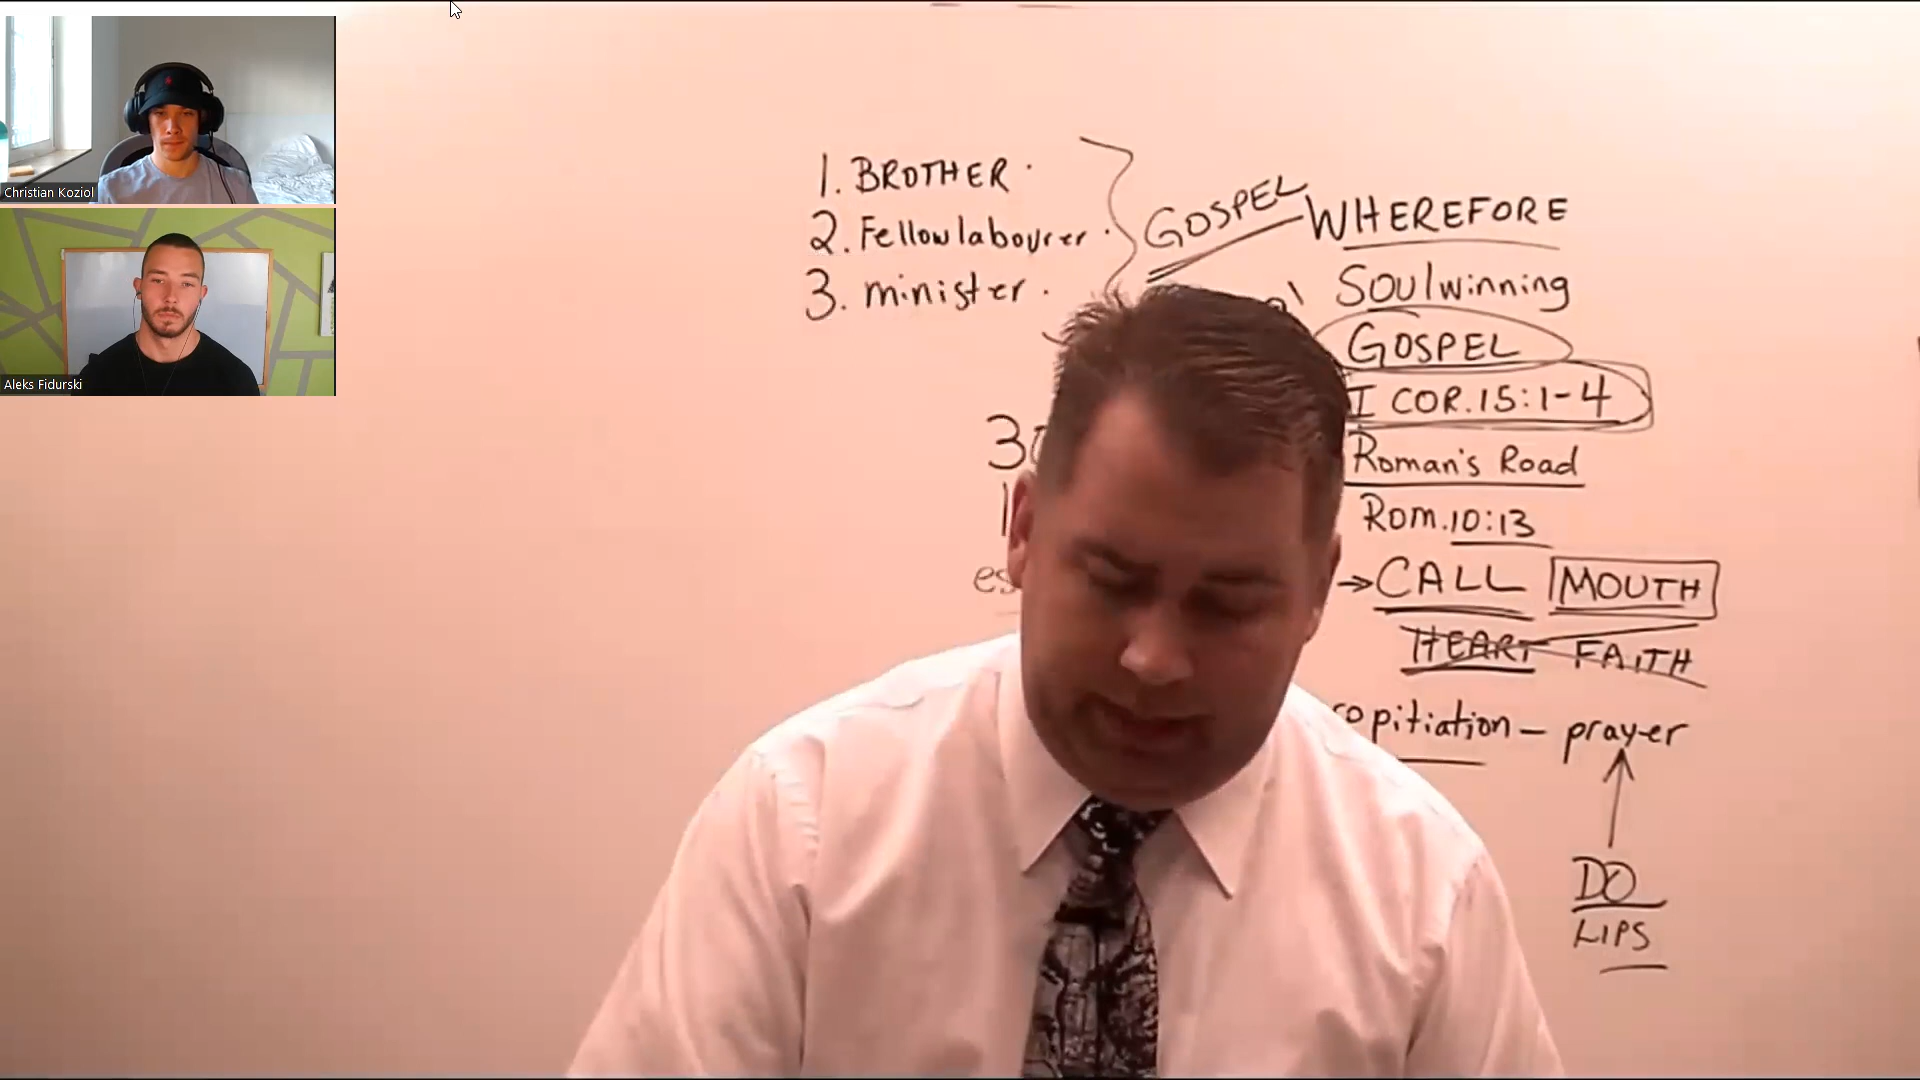 Christian Koziol
Aleks Fidurski
1. BROTHER
2. Fellowlabourer
3. minister
GOSPEL
WHEREFORE
Soulwinning
GOSPEL
I COR.15:1-4
Roman's Road
Rom.10:13
→CALL MOUTH
HEART FAITH
opitiation – prayer
DO
LIPS